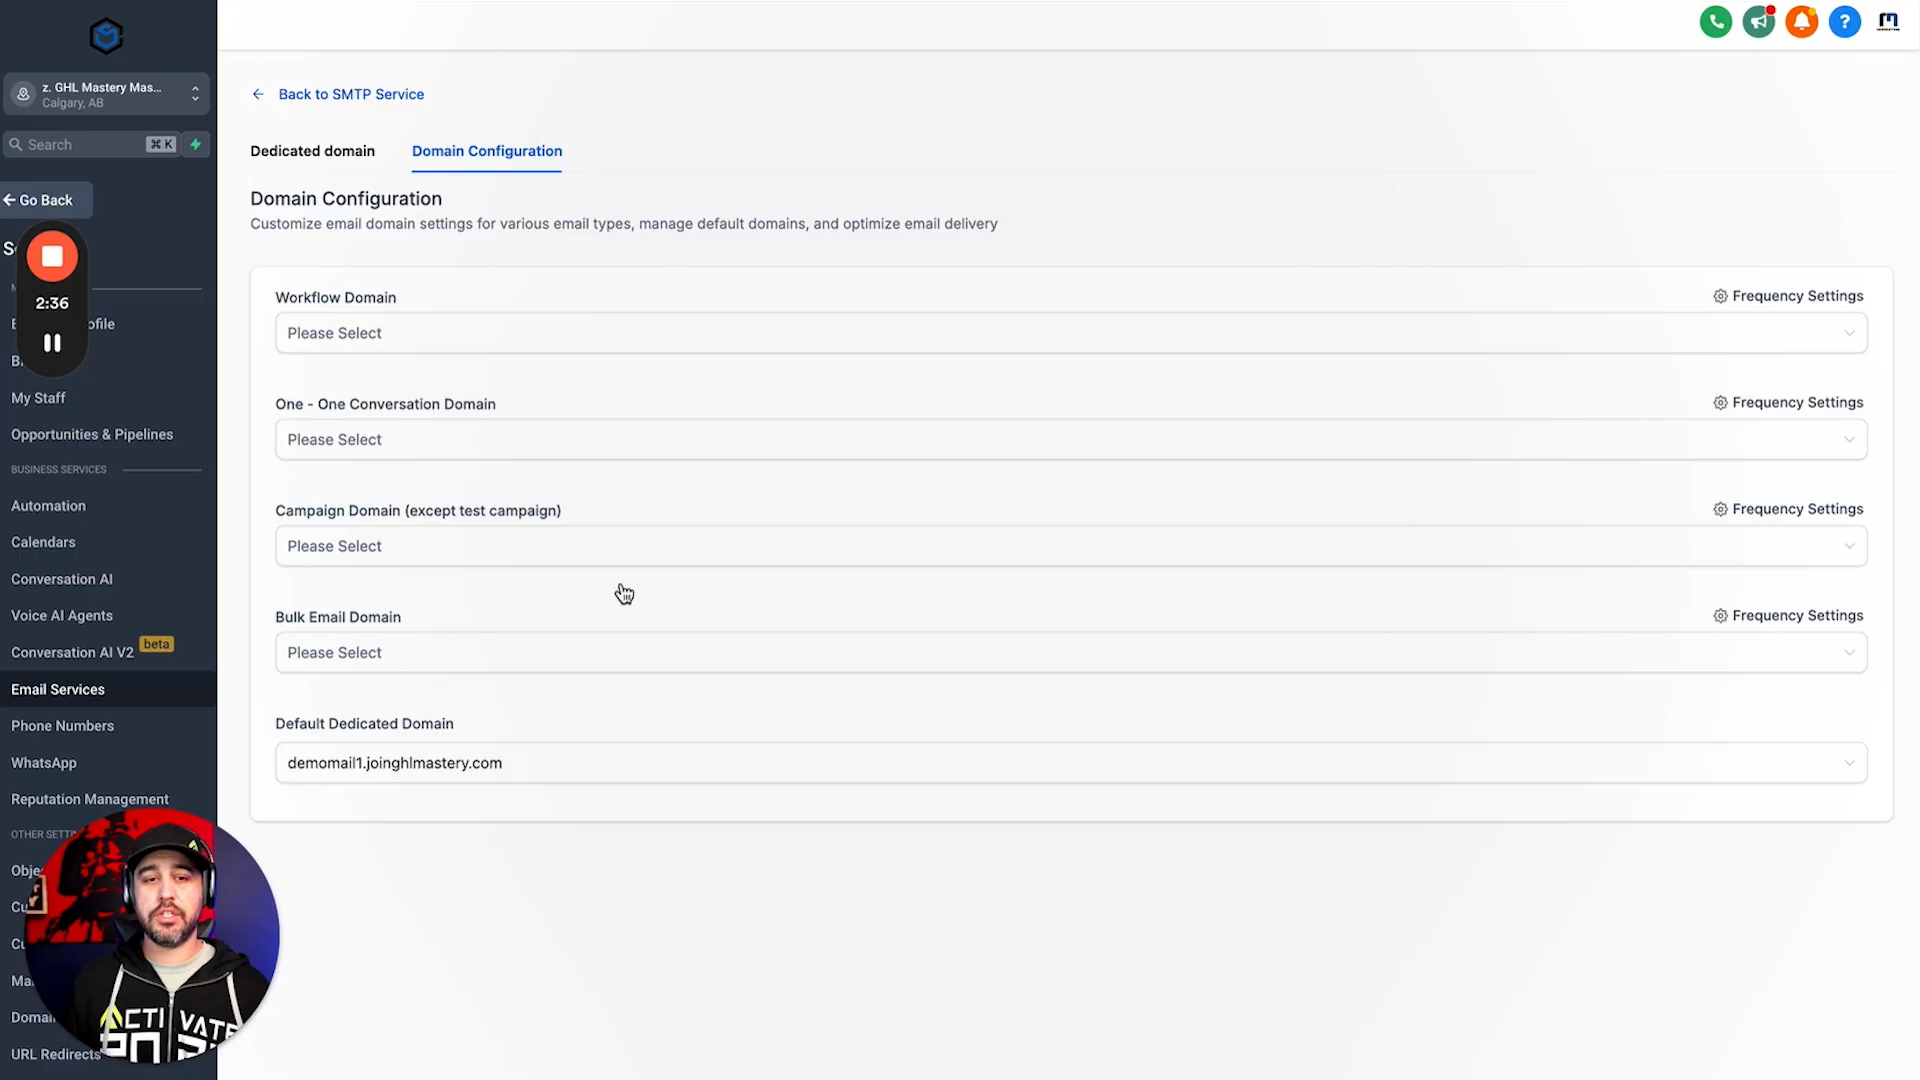 z. GHL Mastery Mas...
Calgary, AB
Search
⌘ K
Go Back
2:36
My Staff
Opportunities & Pipelines
BUSINESS SERVICES
Automation
Calendars
Conversation AI
Voice AI Agents
Conversation AI V2
beta
Email Services
Phone Numbers
WhatsApp
Reputation Management
URL Redirects
Back to SMTP Service
Dedicated domain
Domain Configuration
Domain Configuration
Customize email domain settings for various email types, manage default domains, and optimize email delivery
Workflow Domain
Frequency Settings
Please Select
One - One Conversation Domain
Frequency Settings
Please Select
Campaign Domain (except test campaign)
Frequency Settings
Please Select
Bulk Email Domain
Frequency Settings
Please Select
Default Dedicated Domain
demomail1.joinghlmastery.com